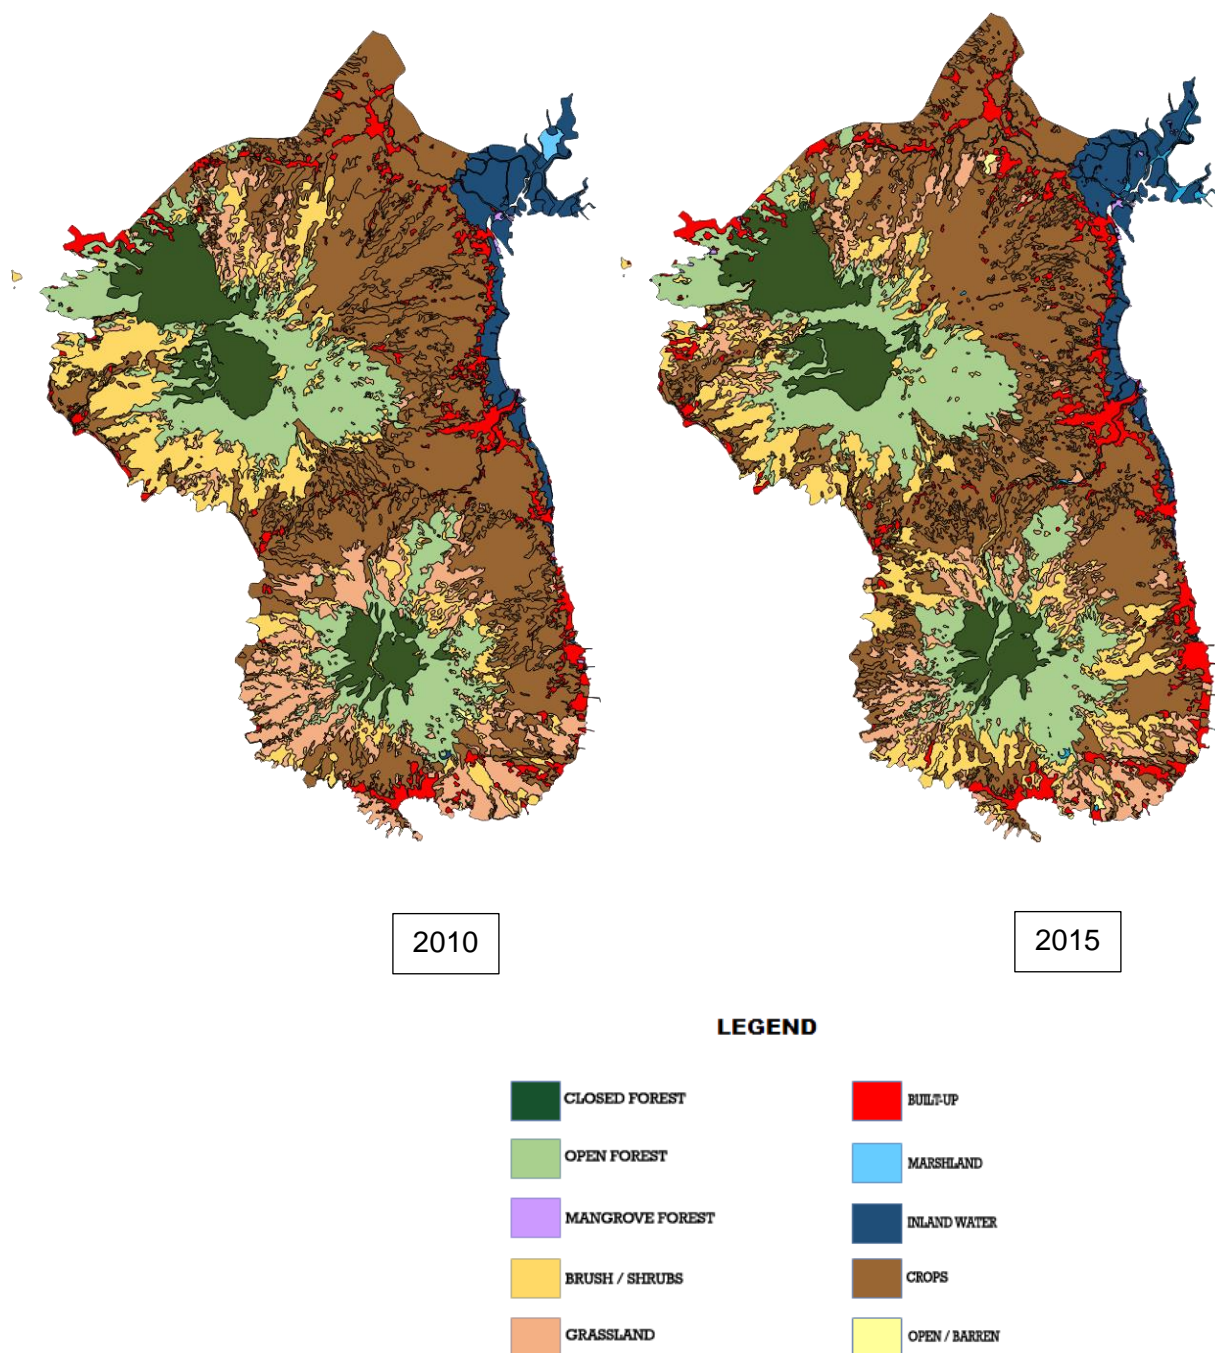 2010
2015
LEGEND
CLOSED FOREST
BUILT-UP
OPEN FOREST
MARSHLAND
MANGROVE FOREST
INLAND WATER
BRUSH / SHRUBS
CROPS
GRASSLAND
OPEN / BARREN